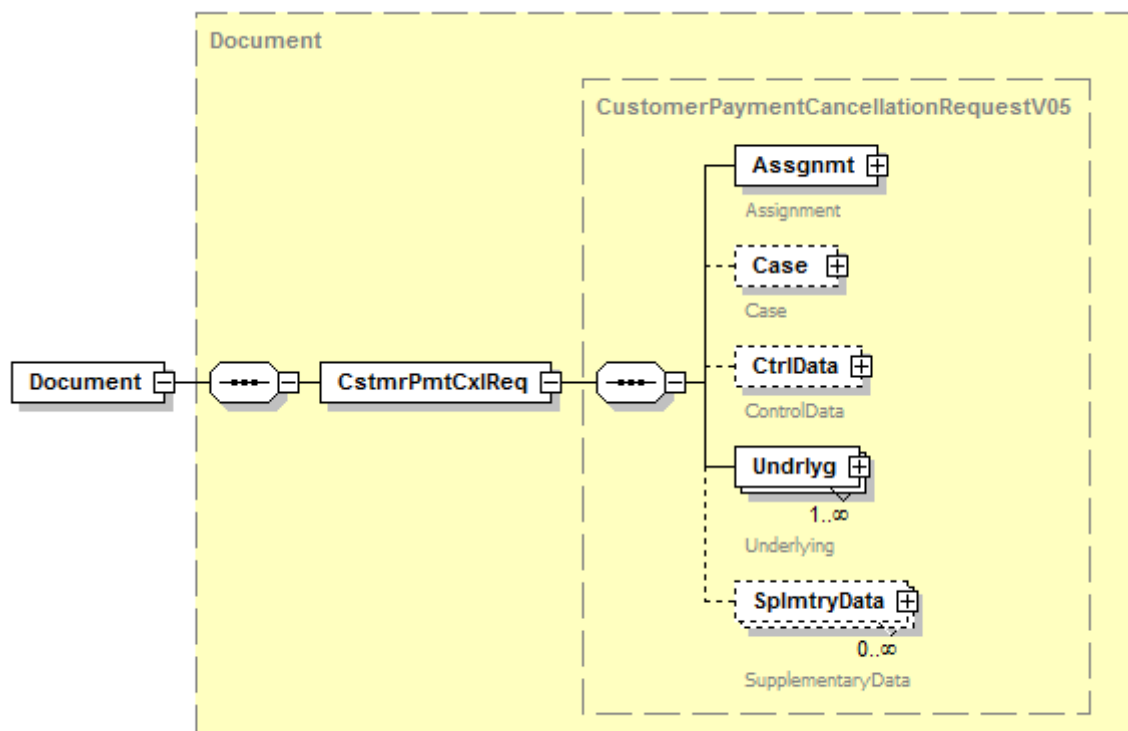 Document
CustomerPaymentCancellationRequestV05
Assgnmt
Assignment
Case
Case
Document
CstmrPmtCxlReq
CtrlData
ControlData
Undrlyg
1..∞
Underlying
SplmtryData
0..∞
SupplementaryData